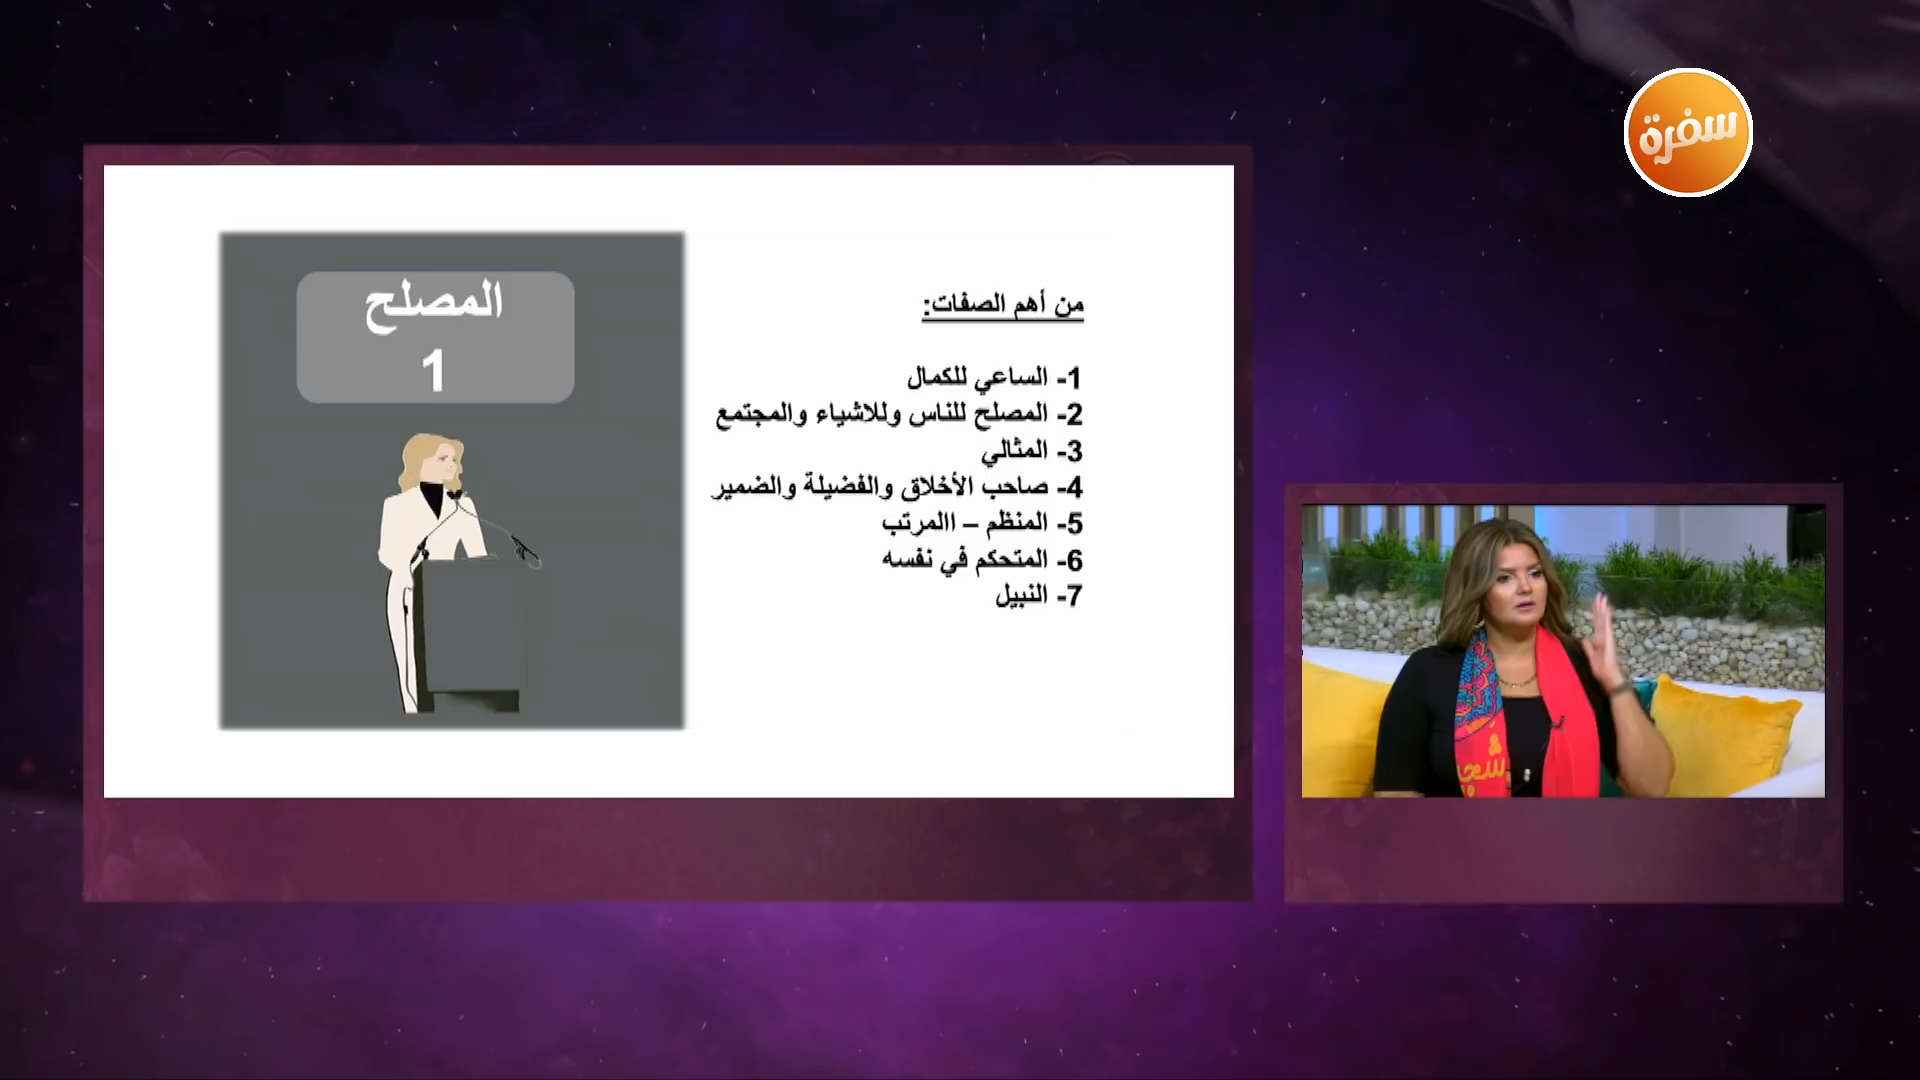 سفرة
المصلح
1
من أهم الصفات:
1- الساعي للكمال
2- المصلح للناس وللاشياء والمجتمع
3- المثالي
4- صاحب الأخلاق والفضيلة والضمير
5- المنظم – االمرتب
6- المتحكم في نفسه
7- النبيل